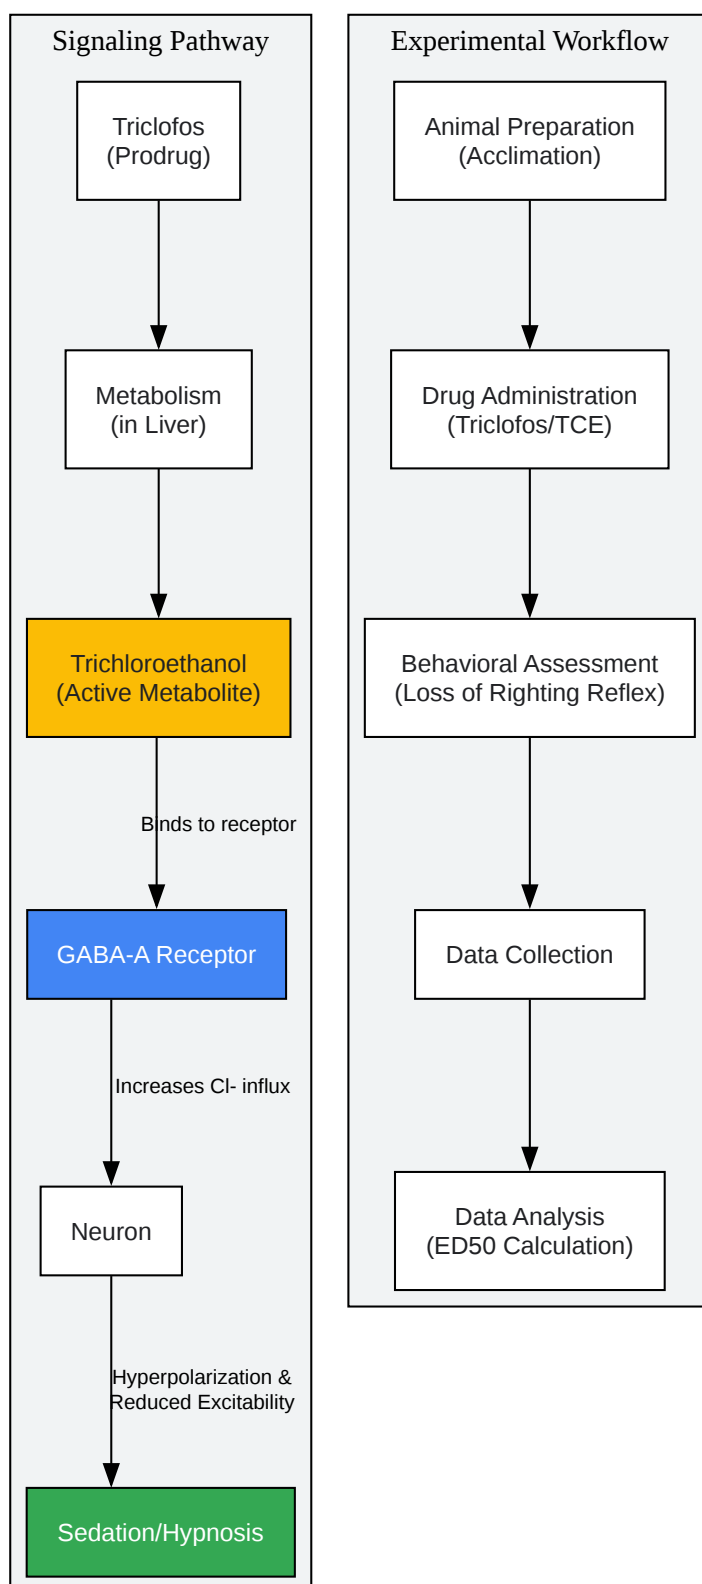 Signaling Pathway
Triclofos
(Prodrug)
Metabolism
(in Liver)
Trichloroethanol
(Active Metabolite)
Binds to receptor
GABA-A Receptor
Increases Cl- influx
Neuron
Hyperpolarization &
Reduced Excitability
Sedation/Hypnosis
Experimental Workflow
Animal Preparation
(Acclimation)
Drug Administration
(Triclofos/TCE)
Behavioral Assessment
(Loss of Righting Reflex)
Data Collection
Data Analysis
(ED50 Calculation)